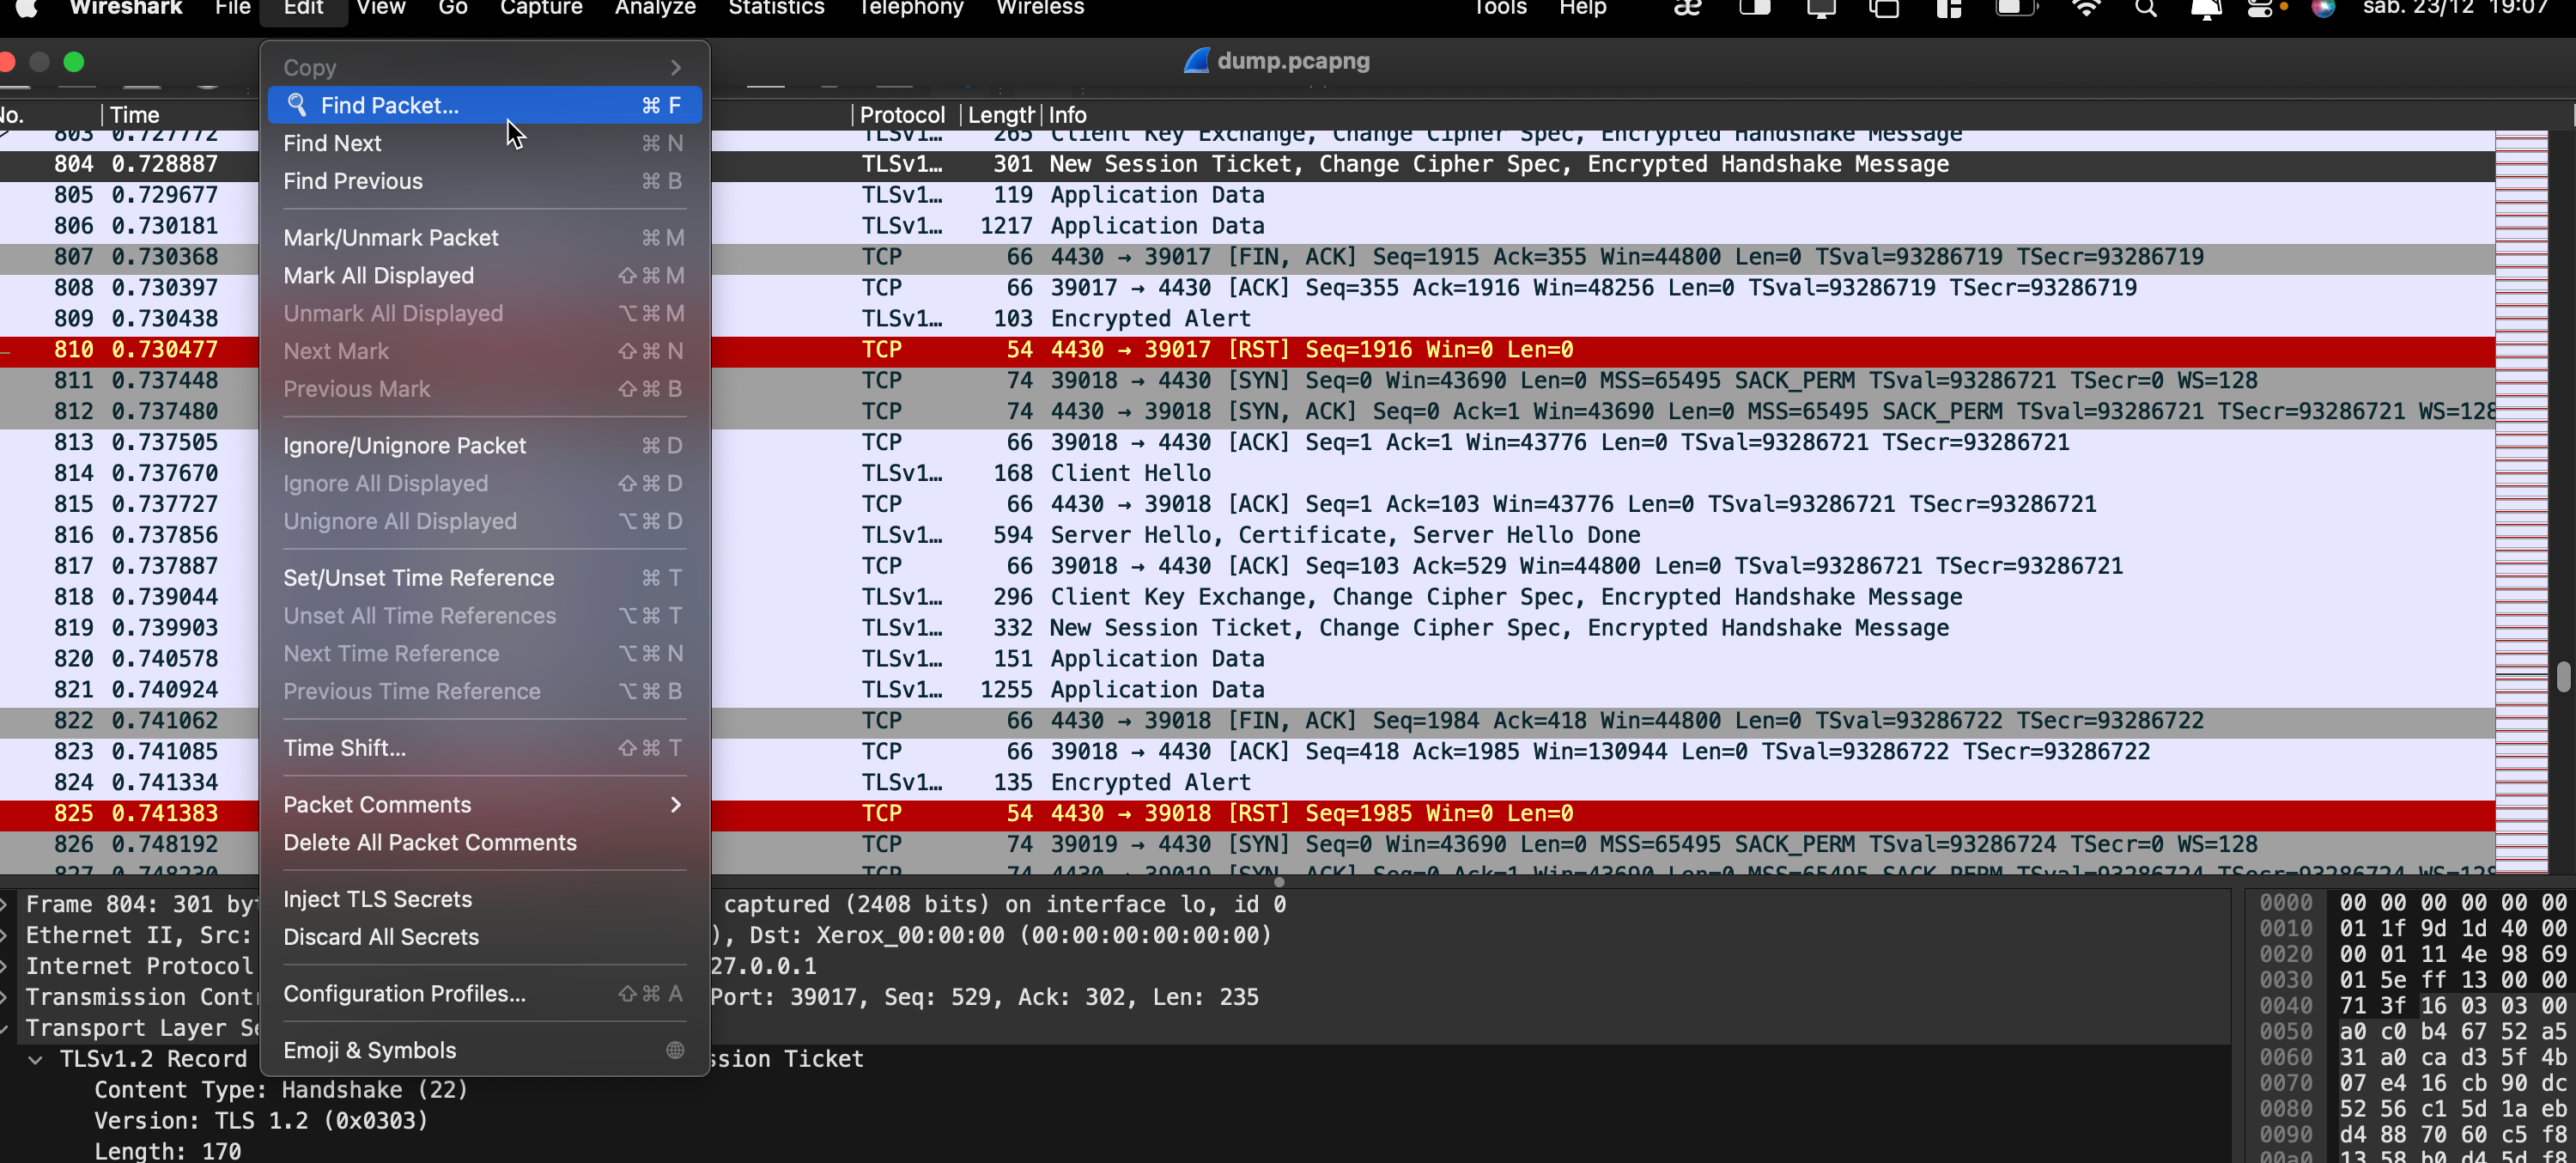 Wireshark File Edit View Go Capture Analyze Statistics Telephony Wireless Tools Help sab. 23/12 19:07
dump.pcapng
No. Time Protocol Length Info
Copy
Find Packet... ⌘ F
Find Next ⌘ N
Find Previous ⌘ B
Mark/Unmark Packet ⌘ M
Mark All Displayed ⇧ ⌘ M
Unmark All Displayed ⌥ ⌘ M
Next Mark ⇧ ⌘ N
Previous Mark ⇧ ⌘ B
Ignore/Unignore Packet ⌘ D
Ignore All Displayed ⇧ ⌘ D
Unignore All Displayed ⌥ ⌘ D
Set/Unset Time Reference ⌘ T
Unset All Time References ⌥ ⌘ T
Next Time Reference ⌥ ⌘ N
Previous Time Reference ⌥ ⌘ B
Time Shift... ⇧ ⌘ T
Packet Comments
Delete All Packet Comments
Inject TLS Secrets
Discard All Secrets
Configuration Profiles... ⇧ ⌘ A
Emoji & Symbols
803 0.727772 TLSv1... 265 Client Key Exchange, Change Cipher Spec, Encrypted Handshake Message
804 0.728887 TLSv1... 301 New Session Ticket, Change Cipher Spec, Encrypted Handshake Message
805 0.729677 TLSv1... 119 Application Data
806 0.730181 TLSv1... 1217 Application Data
807 0.730368 TCP 66 4430 → 39017 [FIN, ACK] Seq=1915 Ack=355 Win=44800 Len=0 TSval=93286719 TSecr=93286719
808 0.730397 TCP 66 39017 → 4430 [ACK] Seq=355 Ack=1916 Win=48256 Len=0 TSval=93286719 TSecr=93286719
809 0.730438 TLSv1... 103 Encrypted Alert
810 0.730477 TCP 54 4430 → 39017 [RST] Seq=1916 Win=0 Len=0
811 0.737448 TCP 74 39018 → 4430 [SYN] Seq=0 Win=43690 Len=0 MSS=65495 SACK_PERM TSval=93286721 TSecr=0 WS=128
812 0.737480 TCP 74 4430 → 39018 [SYN, ACK] Seq=0 Ack=1 Win=43690 Len=0 MSS=65495 SACK_PERM TSval=93286721 TSecr=93286721 WS=128
813 0.737505 TCP 66 39018 → 4430 [ACK] Seq=1 Ack=1 Win=43776 Len=0 TSval=93286721 TSecr=93286721
814 0.737670 TLSv1... 168 Client Hello
815 0.737727 TCP 66 4430 → 39018 [ACK] Seq=1 Ack=103 Win=43776 Len=0 TSval=93286721 TSecr=93286721
816 0.737856 TLSv1... 594 Server Hello, Certificate, Server Hello Done
817 0.737887 TCP 66 39018 → 4430 [ACK] Seq=103 Ack=529 Win=44800 Len=0 TSval=93286721 TSecr=93286721
818 0.739044 TLSv1... 296 Client Key Exchange, Change Cipher Spec, Encrypted Handshake Message
819 0.739903 TLSv1... 332 New Session Ticket, Change Cipher Spec, Encrypted Handshake Message
820 0.740578 TLSv1... 151 Application Data
821 0.740924 TLSv1... 1255 Application Data
822 0.741062 TCP 66 4430 → 39018 [FIN, ACK] Seq=1984 Ack=418 Win=44800 Len=0 TSval=93286722 TSecr=93286722
823 0.741085 TCP 66 39018 → 4430 [ACK] Seq=418 Ack=1985 Win=130944 Len=0 TSval=93286722 TSecr=93286722
824 0.741334 TLSv1... 135 Encrypted Alert
825 0.741383 TCP 54 4430 → 39018 [RST] Seq=1985 Win=0 Len=0
826 0.748192 TCP 74 39019 → 4430 [SYN] Seq=0 Win=43690 Len=0 MSS=65495 SACK_PERM TSval=93286724 TSecr=0 WS=128
827 0.748230 TCP 74 4430 → 39019 [SYN, ACK] Seq=0 Ack=1 Win=43690 Len=0 MSS=65495 SACK_PERM TSval=93286724 TSecr=93286724 WS=128
Frame 804: 301 byt captured (2408 bits) on interface lo, id 0
Ethernet II, Src: ), Dst: Xerox_00:00:00 (00:00:00:00:00:00)
Internet Protocol 27.0.0.1
Transmission Cont Port: 39017, Seq: 529, Ack: 302, Len: 235
Transport Layer Se
TLSv1.2 Record ssion Ticket
Content Type: Handshake (22)
Version: TLS 1.2 (0x0303)
Length: 170
0000 00 00 00 00 00 00
0010 01 1f 9d 1d 40 00
0020 00 01 11 4e 98 69
0030 01 5e ff 13 00 00
0040 71 3f 16 03 03 00
0050 a0 c0 b4 67 52 a5
0060 31 a0 ca d3 5f 4b
0070 07 e4 16 cb 90 dc
0080 52 56 c1 5d 1a eb
0090 d4 88 70 60 c5 f8
00a0 13 58 b0 d4 5d f8